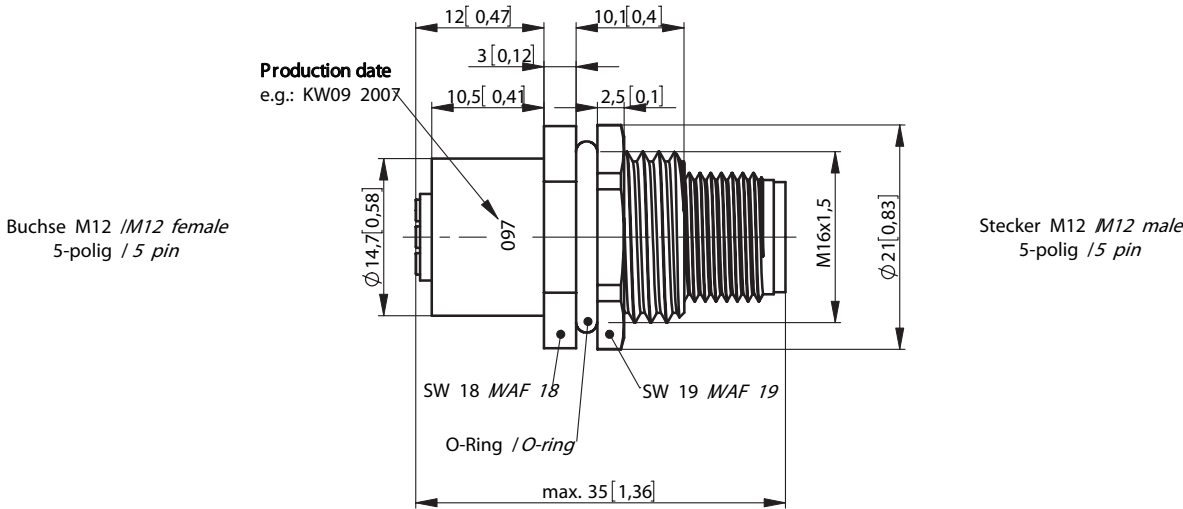 12[ 0,47]
10,1[0,4]
3[0,12]
Production date
e.g.: KW09 2007
10,5[ 0,41]
2,5[0,1]
Buchse M12 /M12 female
5-polig / 5 pin
Ø14,7[0,58]
097
M16x1,5
Ø21[0,83]
Stecker M12 /M12 male
5-polig /5 pin
SW 18 /WAF 18
SW 19 /WAF 19
O-Ring /O-ring
max. 35[1,36]